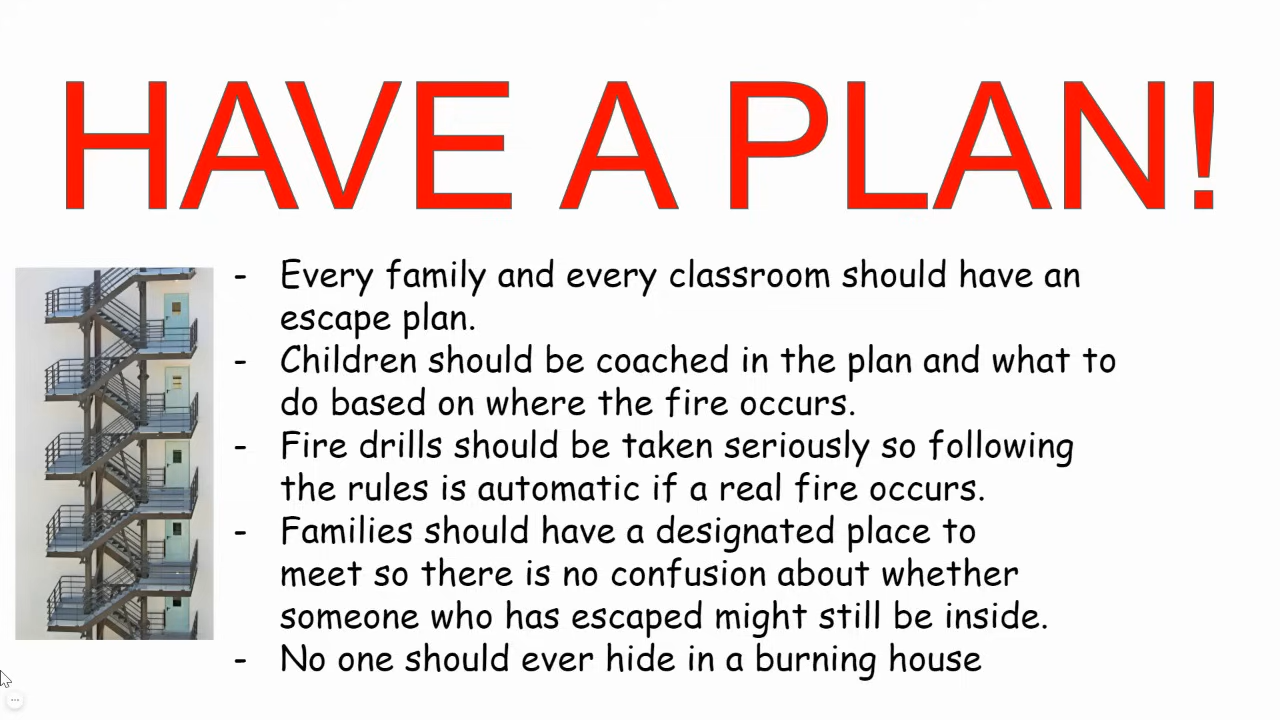 HAVE A PLAN!
- Every family and every classroom should have an
escape plan.
- Children should be coached in the plan and what to
do based on where the fire occurs.
- Fire drills should be taken seriously so following
the rules is automatic if a real fire occurs.
- Families should have a designated place to
meet so there is no confusion about whether
someone who has escaped might still be inside.
- No one should ever hide in a burning house